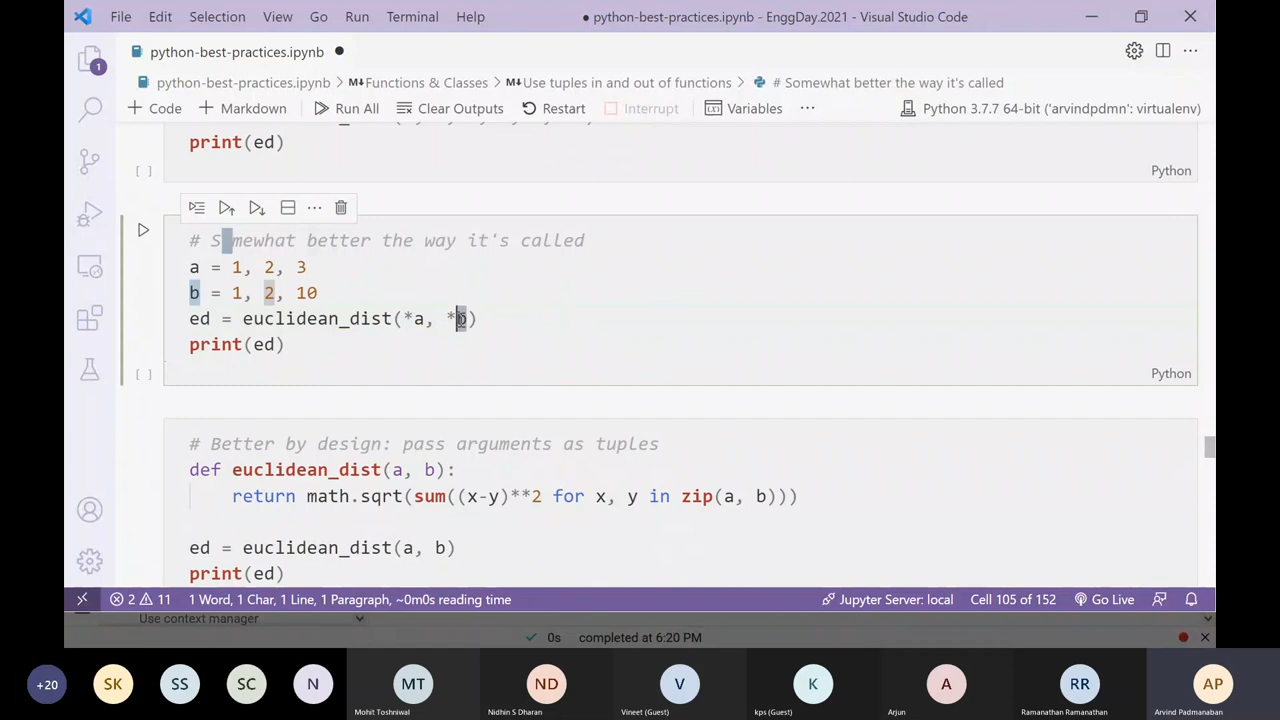 File Edit Selection View Go Run Terminal Help ● python-best-practices.ipynb - EnggDay.2021 - Visual Studio Code
python-best-practices.ipynb ●
python-best-practices.ipynb > M↓Functions & Classes > M↓Use tuples in and out of functions > # Somewhat better the way it's called
+ Code + Markdown Run All Clear Outputs Restart Interrupt Variables ··· Python 3.7.7 64-bit ('arvindpdmn': virtualenv)
1
print(ed)
[ ] Python
# Somewhat better the way it's called
a = 1, 2, 3
b = 1, 2, 10
ed = euclidean_dist(*a, *b)
print(ed)
[ ] Python
# Better by design: pass arguments as tuples
def euclidean_dist(a, b):
return math.sqrt(sum((x-y)**2 for x, y in zip(a, b)))
ed = euclidean_dist(a, b)
print(ed)
2 11 1 Word, 1 Char, 1 Line, 1 Paragraph, ~0m0s reading time Jupyter Server: local Cell 105 of 152 Go Live
Use context manager
0s completed at 6:20 PM
+20 SK SS SC N MT ND V K A RR AP
Mohit Toshniwal Nidhin S Dharan Vineet (Guest) kps (Guest) Arjun Ramanathan Ramanathan Arvind Padmanaban